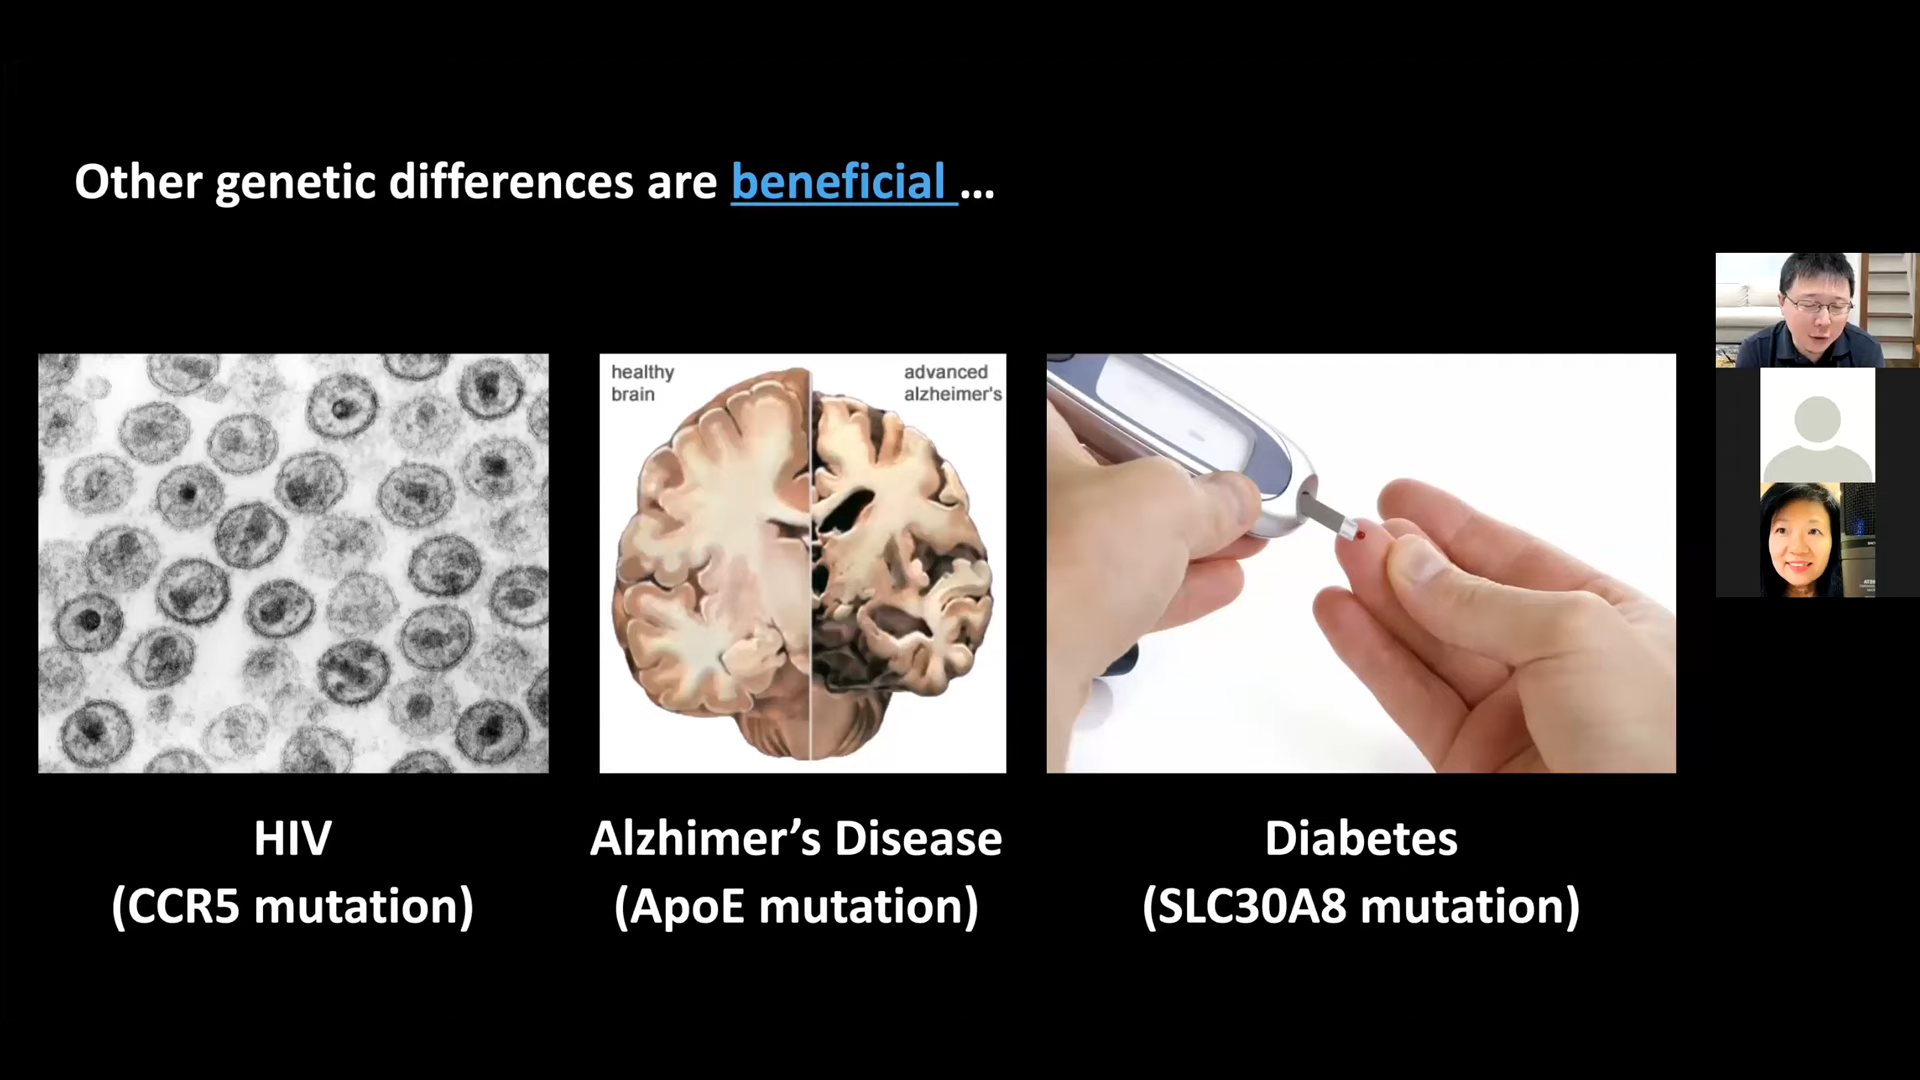 Other genetic differences are beneficial ...
healthy
brain
advanced
alzheimer's
HIV
(CCR5 mutation)
Alzhimer’s Disease
(ApoE mutation)
Diabetes
(SLC30A8 mutation)